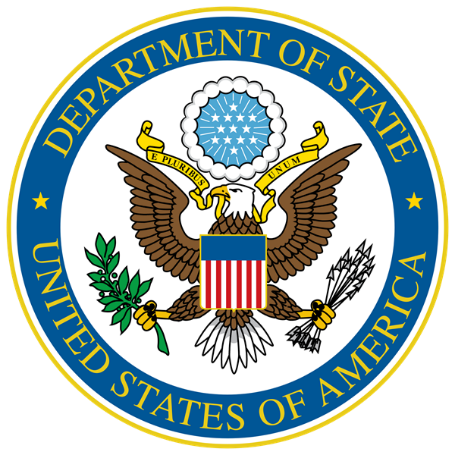 DEPARTMENT OF STATE
E PLURIBUS UNUM
UNITED STATES OF AMERICA